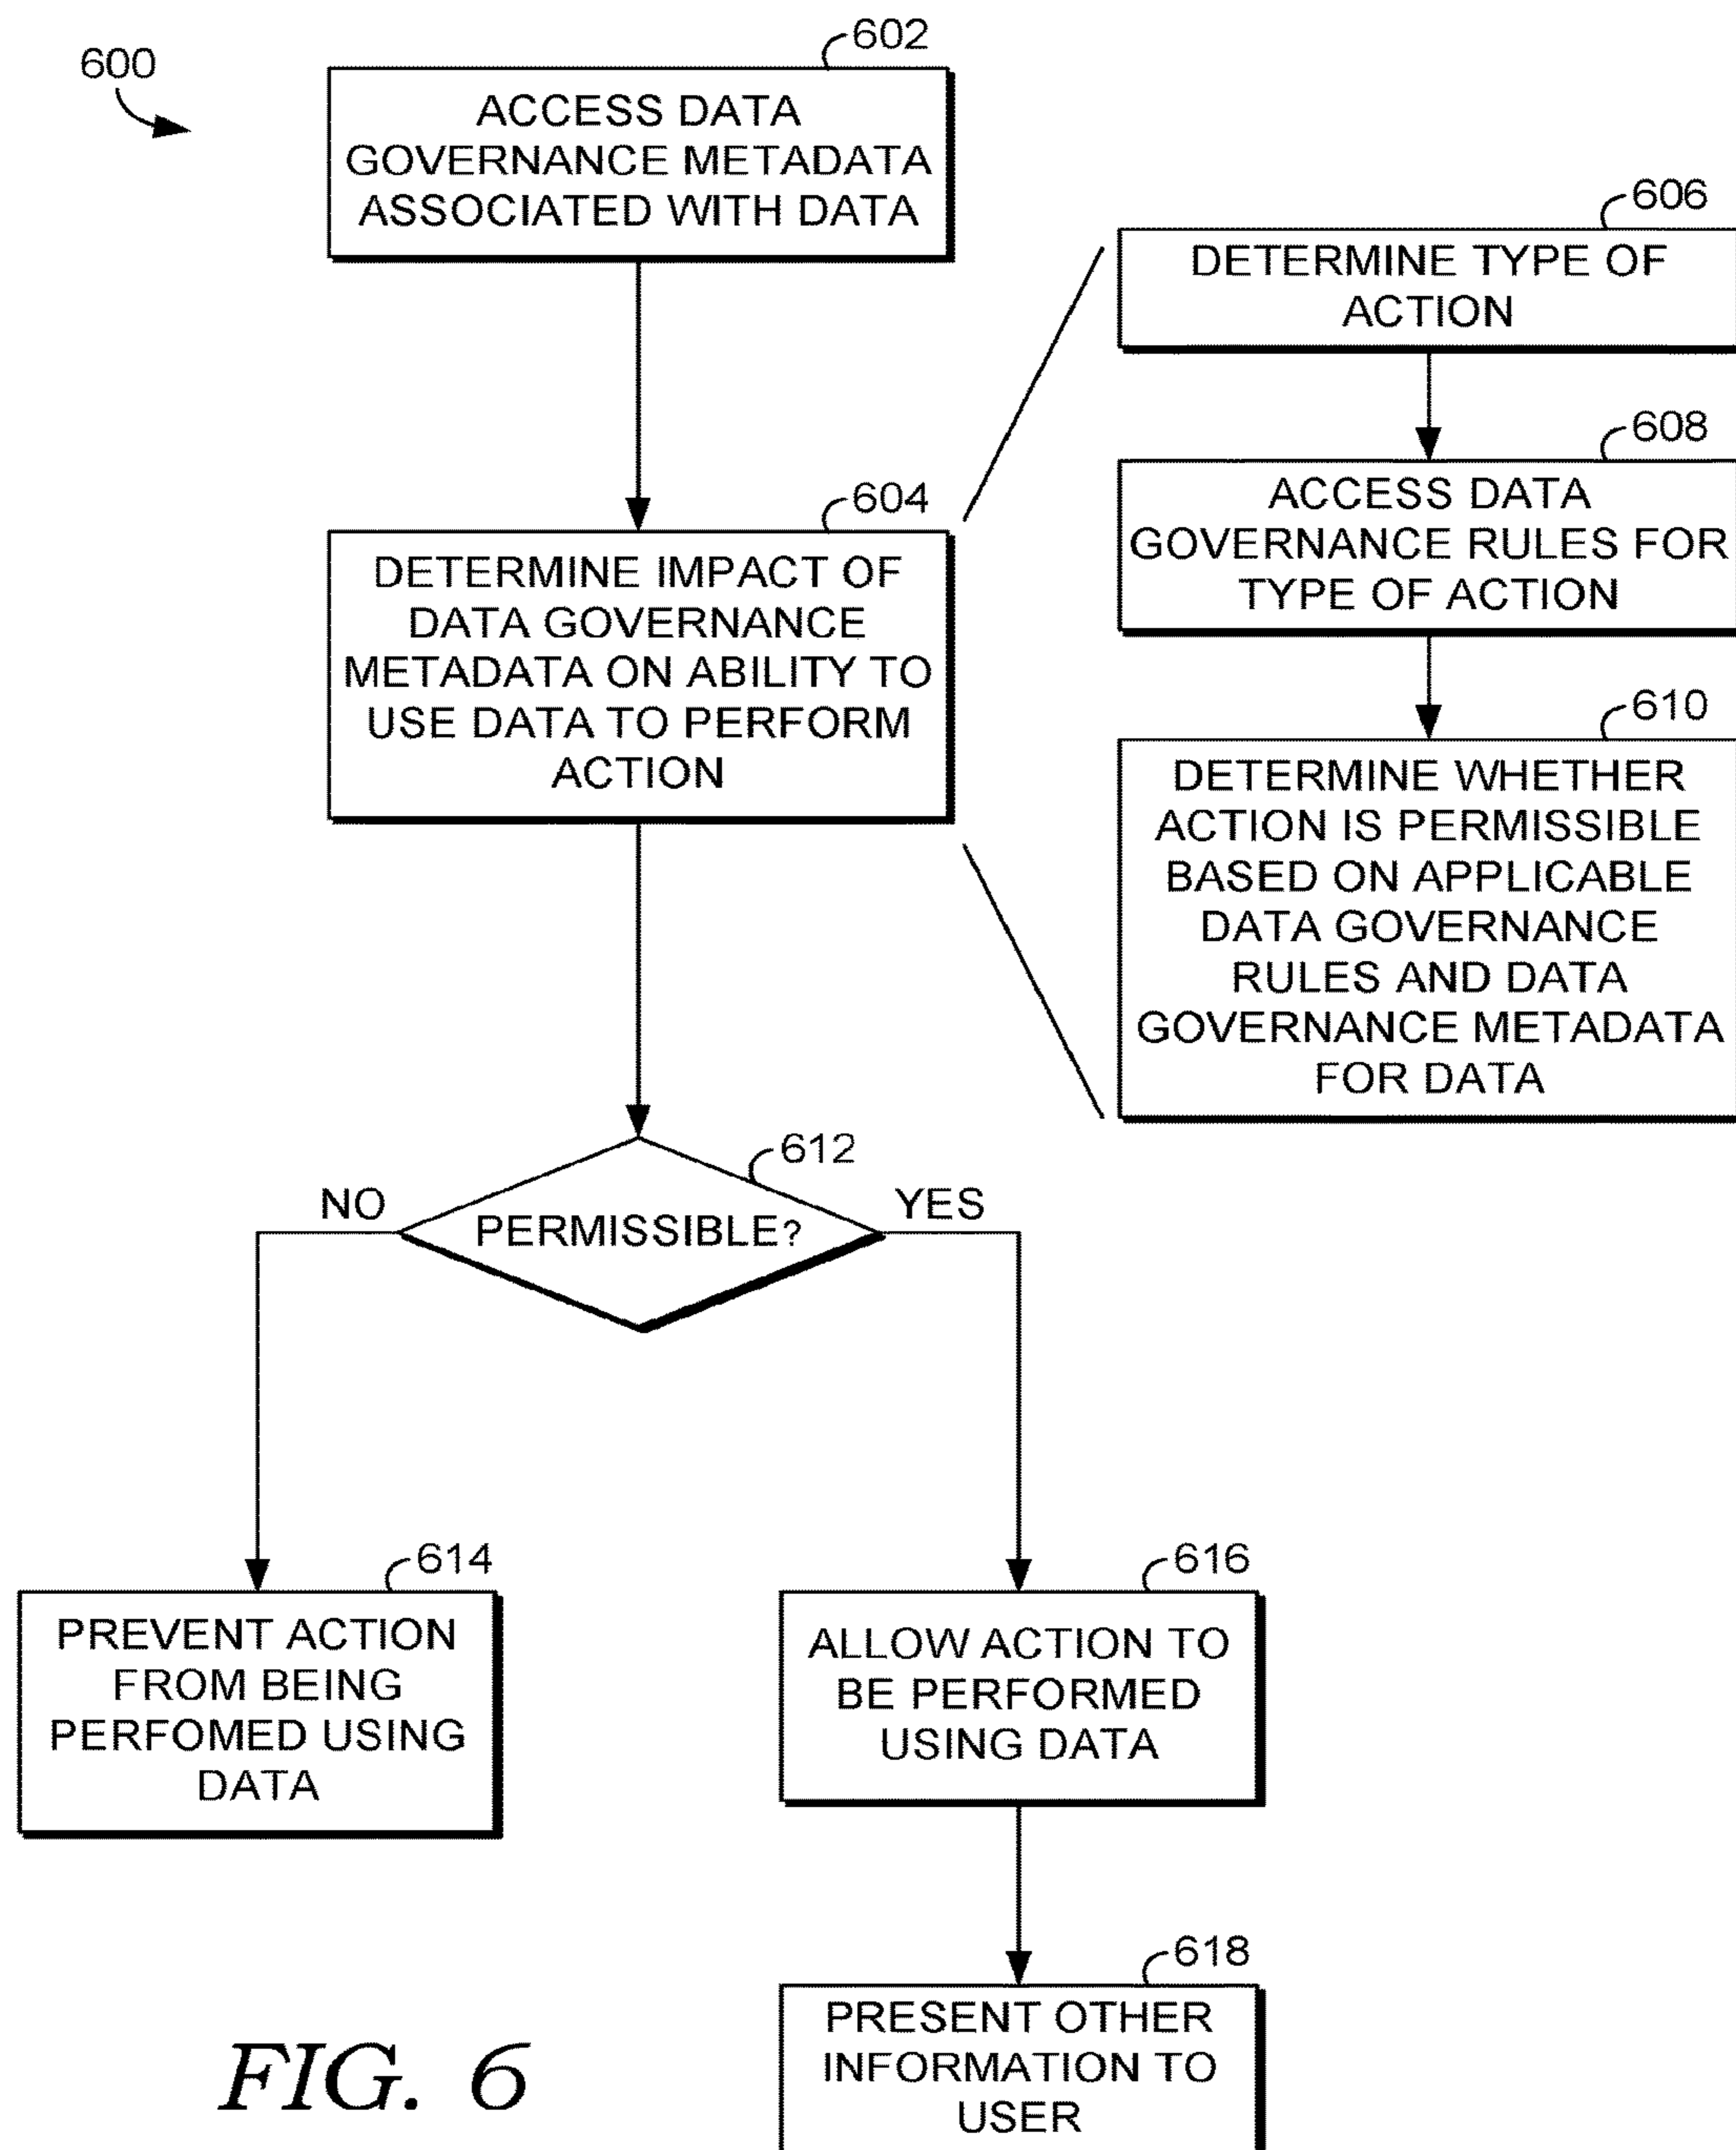 600
602
ACCESS DATA
GOVERNANCE METADATA
ASSOCIATED WITH DATA
604
DETERMINE IMPACT OF
DATA GOVERNANCE
METADATA ON ABILITY TO
USE DATA TO PERFORM
ACTION
606
DETERMINE TYPE OF
ACTION
608
ACCESS DATA
GOVERNANCE RULES FOR
TYPE OF ACTION
610
DETERMINE WHETHER
ACTION IS PERMISSIBLE
BASED ON APPLICABLE
DATA GOVERNANCE
RULES AND DATA
GOVERNANCE METADATA
FOR DATA
612
PERMISSIBLE?
NO
YES
614
PREVENT ACTION
FROM BEING
PERFOMED USING
DATA
616
ALLOW ACTION TO
BE PERFORMED
USING DATA
618
PRESENT OTHER
INFORMATION TO
USER
FIG. 6